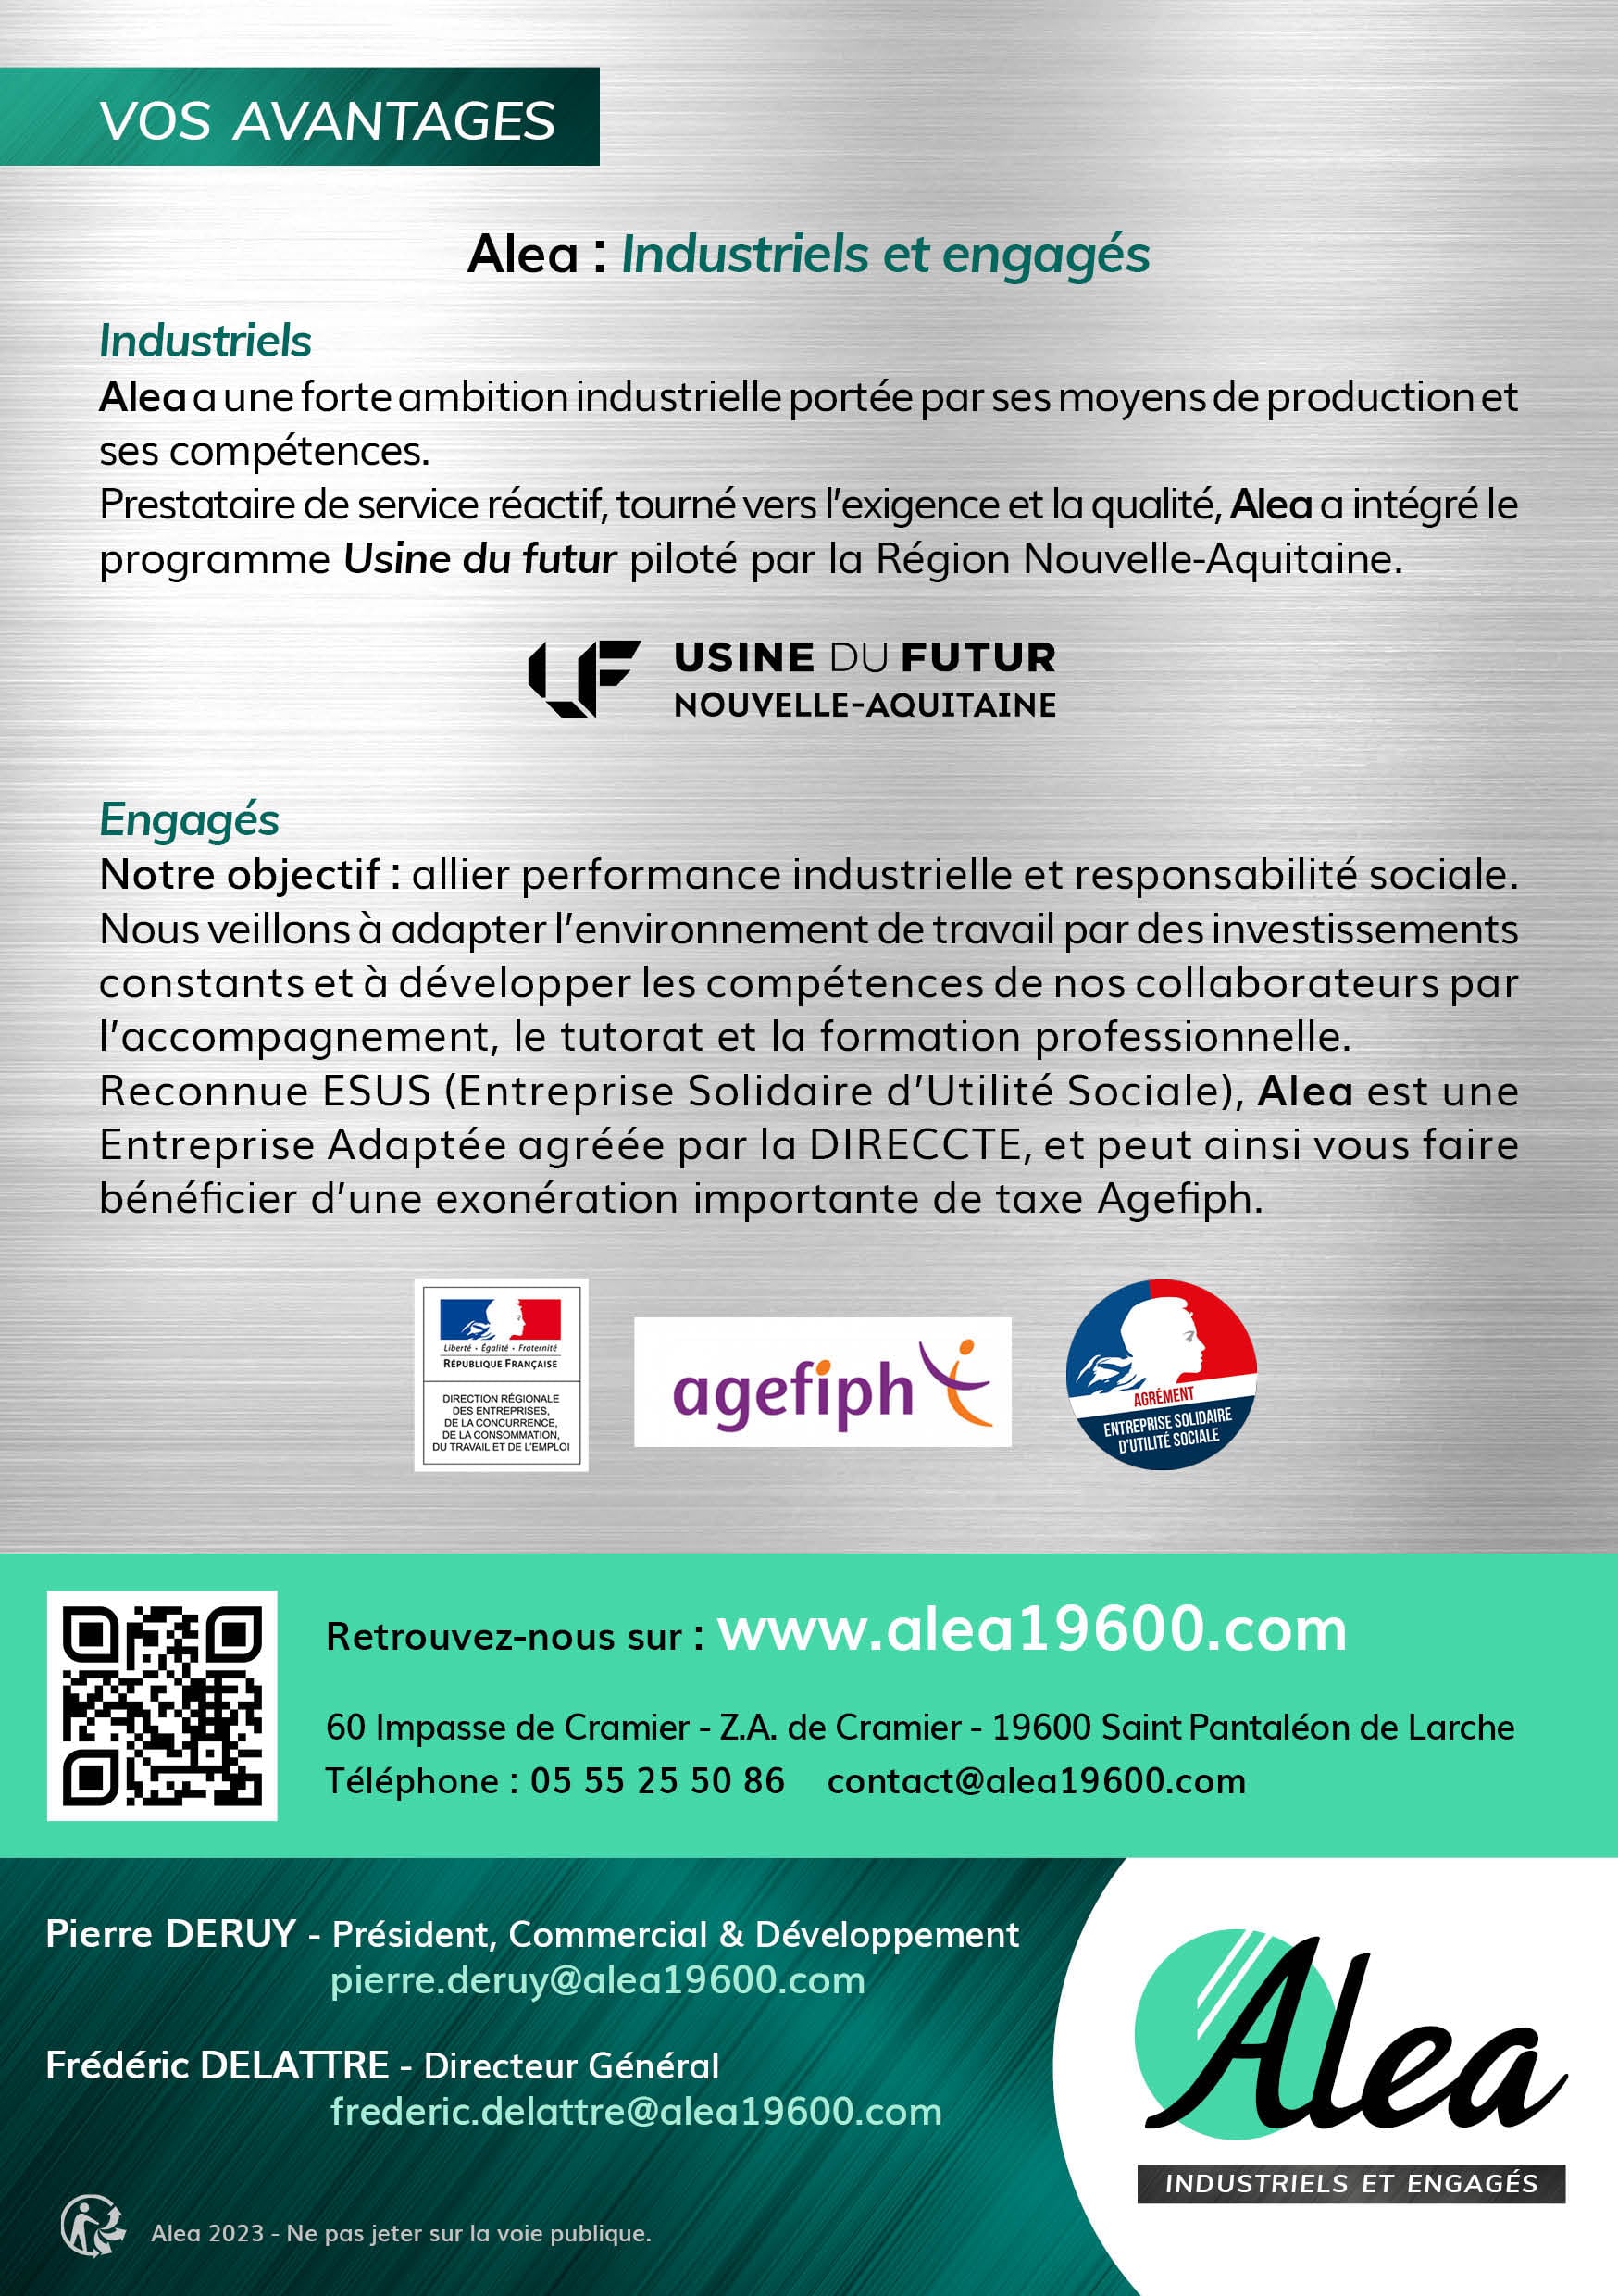 VOS AVANTAGES
Alea : Industriels et engagés
Industriels
Alea a une forte ambition industrielle portée par ses moyens de production et
ses compétences.
Prestataire de service réactif, tourné vers l'exigence et la qualité, Alea a intégré le
programme Usine du futur piloté par la Région Nouvelle-Aquitaine.
UF USINE DU FUTUR
NOUVELLE-AQUITAINE
Engagés
Notre objectif : allier performance industrielle et responsabilité sociale.
Nous veillons à adapter l'environnement de travail par des investissements
constants et à développer les compétences de nos collaborateurs par
l'accompagnement, le tutorat et la formation professionnelle.
Reconnue ESUS (Entreprise Solidaire d'Utilité Sociale), Alea est une
Entreprise Adaptée agréée par la DIRECCTE, et peut ainsi vous faire
bénéficier d'une exonération importante de taxe Agefiph.
Liberté • Égalité • Fraternité
RÉPUBLIQUE FRANÇAISE
DIRECTION RÉGIONALE
DES ENTREPRISES,
DE LA CONCURRENCE,
DE LA CONSOMMATION,
DU TRAVAIL ET DE L'EMPLOI
agefiph
AGRÉMENT
ENTREPRISE SOLIDAIRE
D'UTILITÉ SOCIALE
Retrouvez-nous sur : www.alea19600.com
60 Impasse de Cramier - Z.A. de Cramier - 19600 Saint Pantaléon de Larche
Téléphone : 05 55 25 50 86 contact@alea19600.com
Pierre DERUY - Président, Commercial & Développement
pierre.deruy@alea19600.com
Frédéric DELATTRE - Directeur Général
frederic.delattre@alea19600.com
Alea
INDUSTRIELS ET ENGAGÉS
Alea 2023 - Ne pas jeter sur la voie publique.